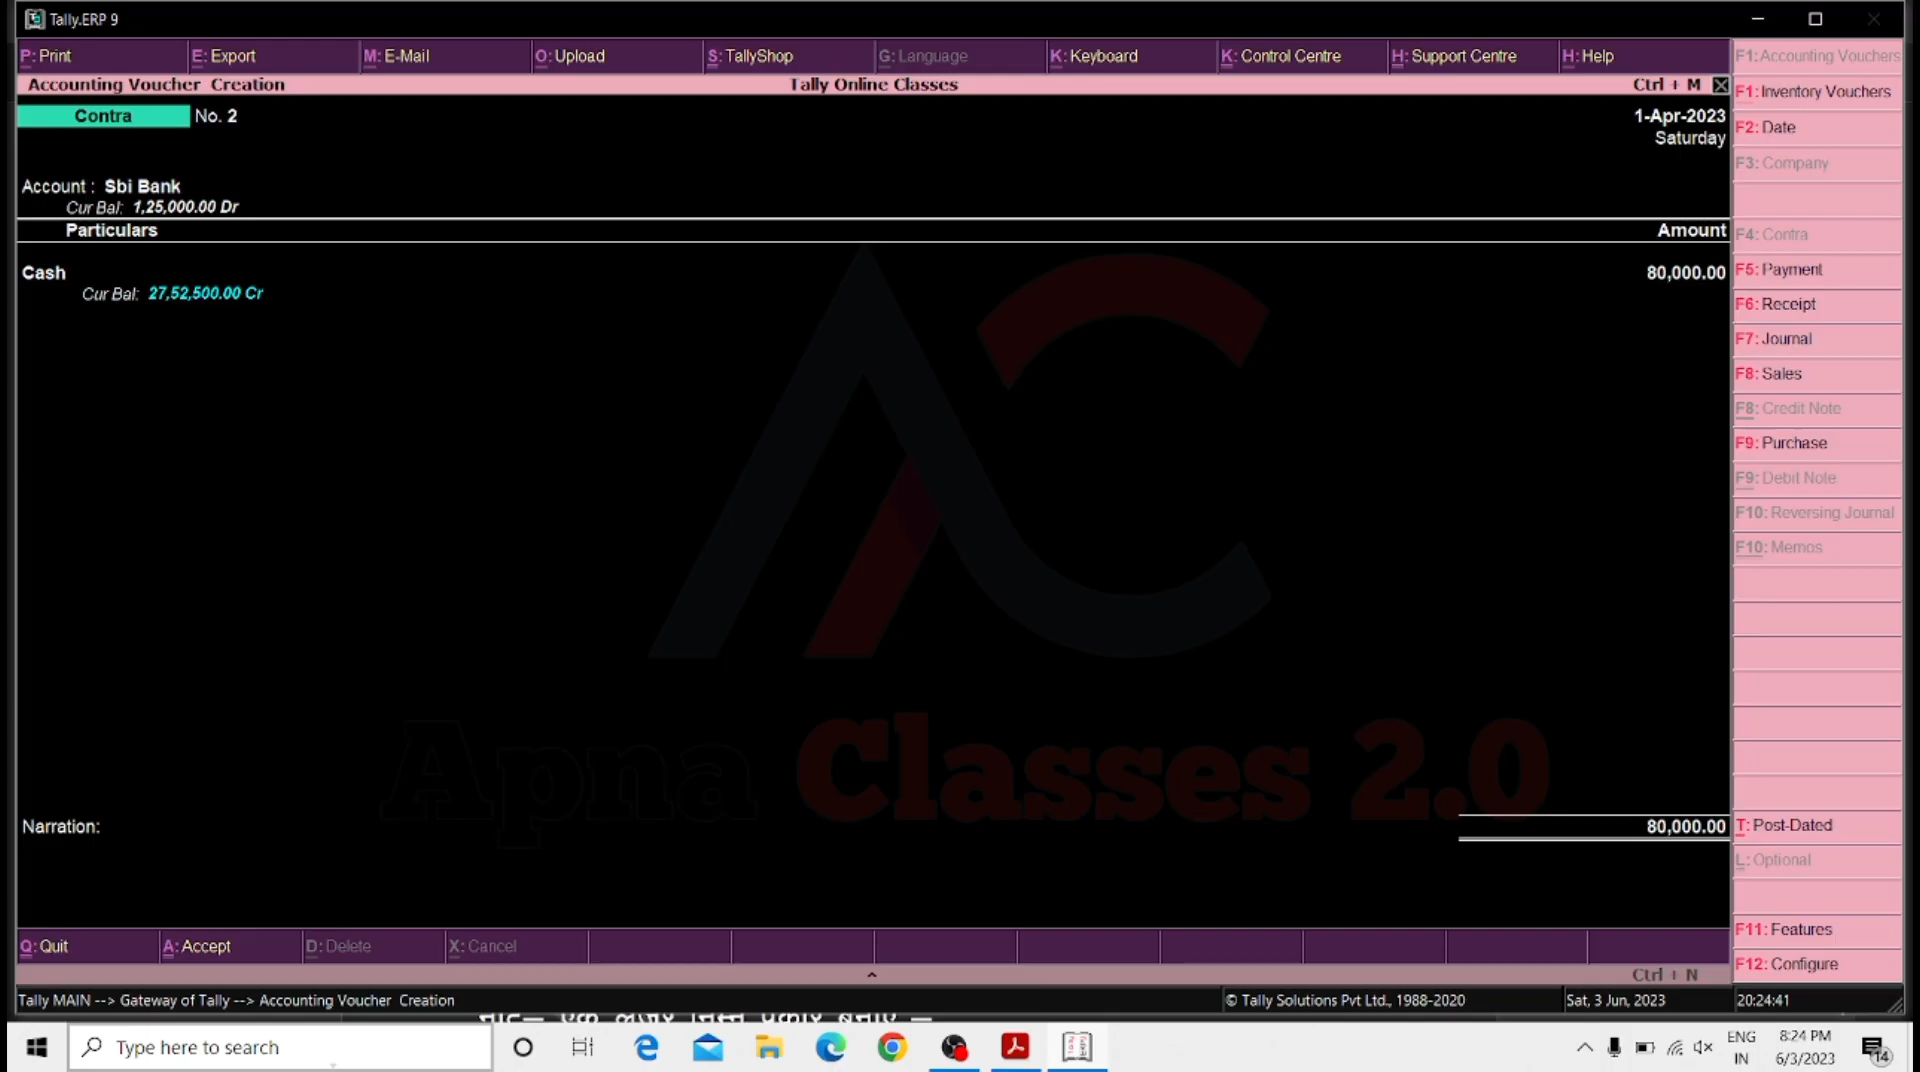 Tally.ERP 9
P: Print E: Export M: E-Mail O: Upload S: TallyShop G: Language K: Keyboard K: Control Centre H: Support Centre H: Help
Accounting Voucher Creation Tally Online Classes Ctrl + M
Contra No. 2 1-Apr-2023
Saturday
Account : Sbi Bank
Cur Bal: 1,25,000.00 Dr
Particulars Amount
Cash 80,000.00
Cur Bal: 27,52,500.00 Cr
Apna Classes 2.0
Narration: 80,000.00
F1: Accounting Vouchers
F1: Inventory Vouchers
F2: Date
F3: Company
F4: Contra
F5: Payment
F6: Receipt
F7: Journal
F8: Sales
F8: Credit Note
F9: Purchase
F9: Debit Note
F10: Reversing Journal
F10: Memos
T: Post-Dated
L: Optional
F11: Features
F12: Configure
Q: Quit A: Accept D: Delete X: Cancel
Ctrl + N
Tally MAIN --> Gateway of Tally --> Accounting Voucher Creation © Tally Solutions Pvt Ltd., 1988-2020 Sat, 3 Jun, 2023 20:24:41
Type here to search
ENG
IN
8:24 PM
6/3/2023
14